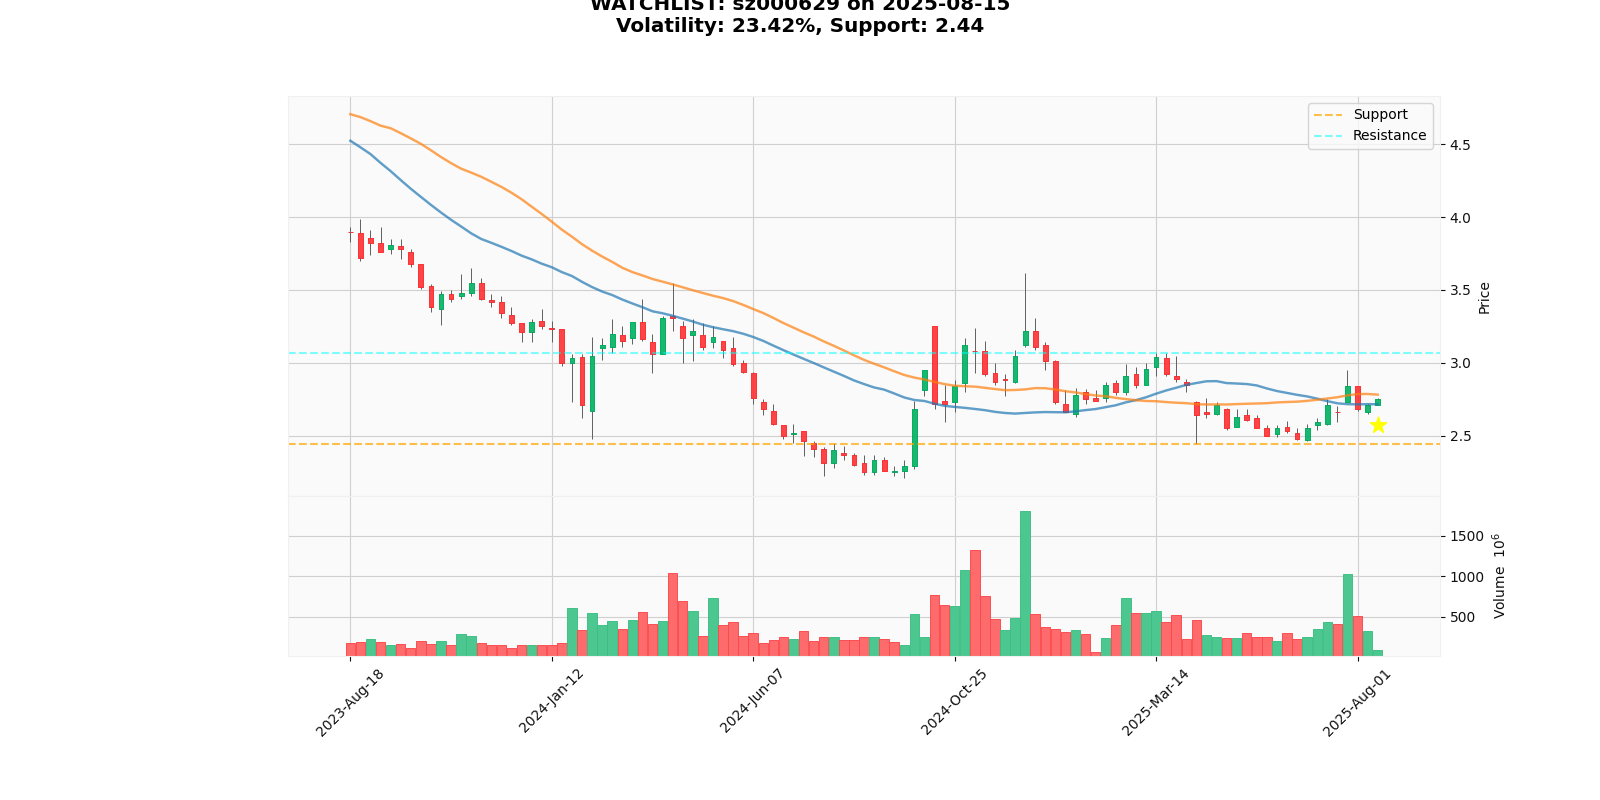 WATCHLIST: sz000629 on 2025-08-15
Volatility: 23.42%, Support: 2.44
Support
Resistance
4.5
4.0
3.5
3.0
2.5
Price
1500
1000
500
Volume 10^6
2023-Aug-18
2024-Jan-12
2024-Jun-07
2024-Oct-25
2025-Mar-14
2025-Aug-01